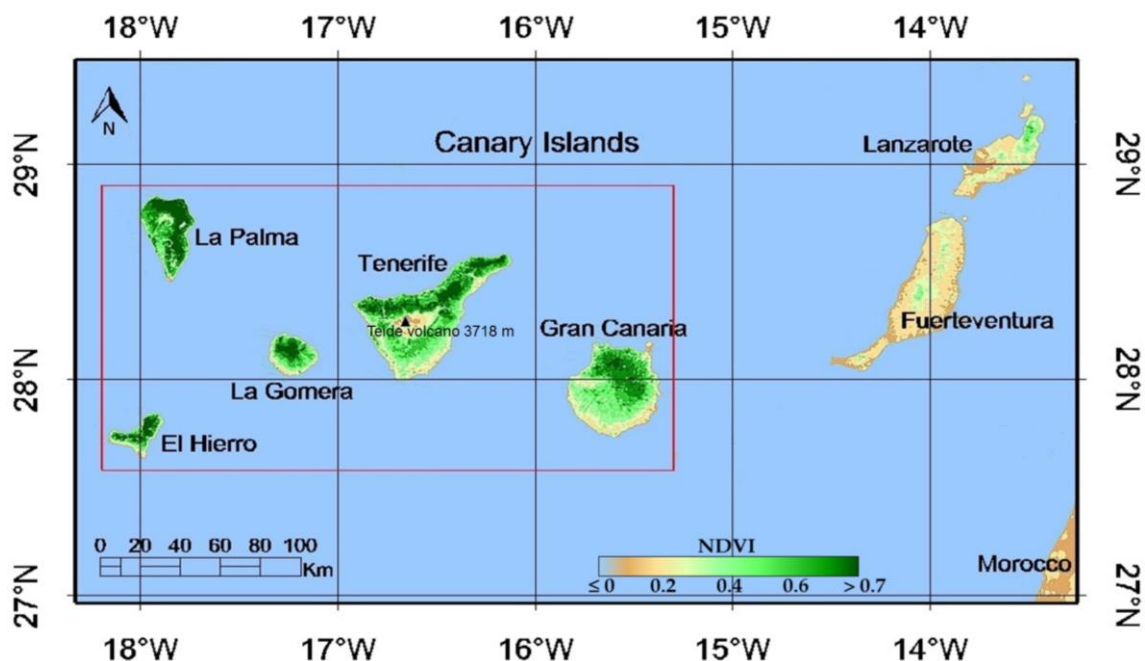 18°W 17°W 16°W 15°W 14°W
N
Canary Islands
Lanzarote
29°N 29°N
La Palma
Tenerife
Teide volcano 3718 m
Gran Canaria
Fuerteventura
28°N 28°N
La Gomera
El Hierro
0 20 40 60 80 100
Km
NDVI
≤ 0 0.2 0.4 0.6 > 0.7
Morocco
27°N 27°N
18°W 17°W 16°W 15°W 14°W